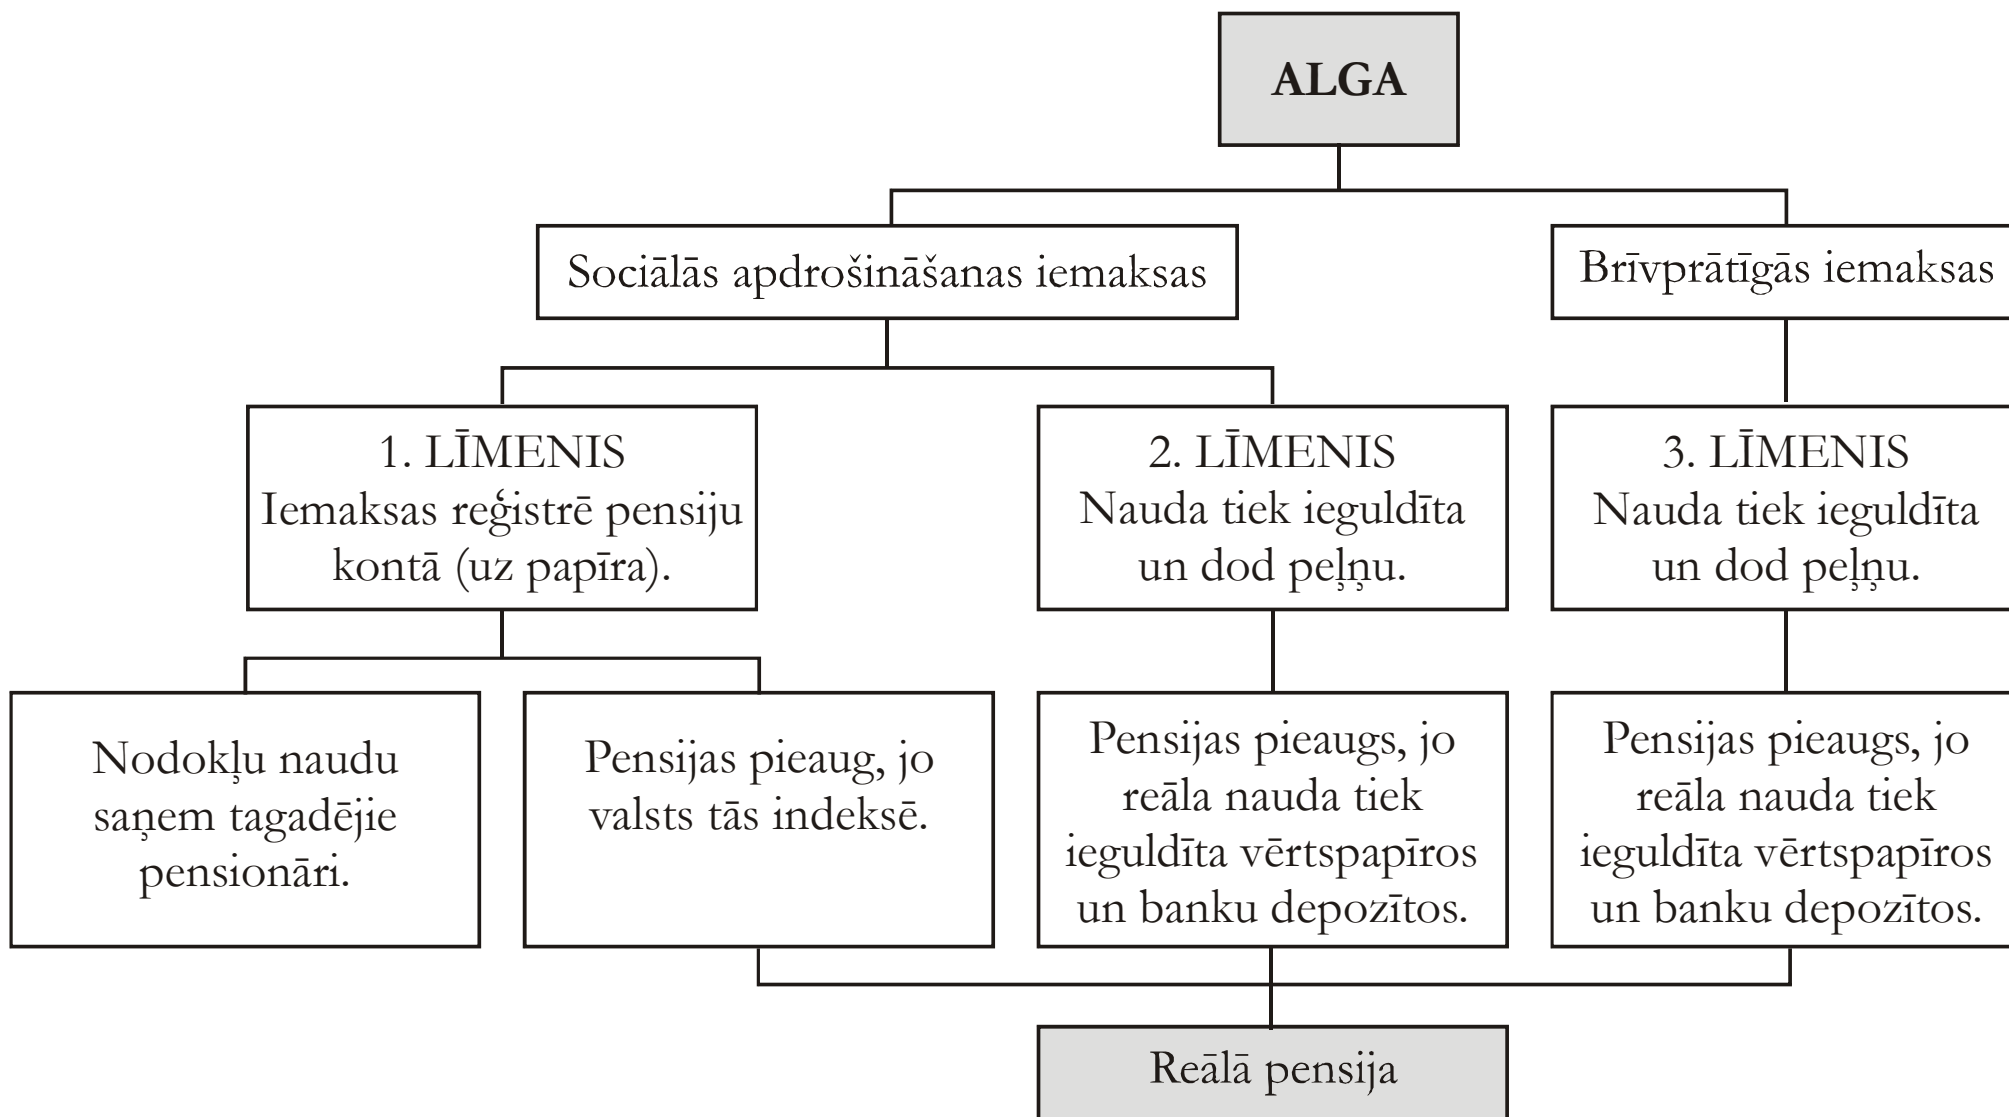 ALGA
Sociālās apdrošināšanas iemaksas
Brīvprātīgās iemaksas
1. LĪMENIS
Iemaksas reģistrē pensiju
kontā (uz papīra).
2. LĪMENIS
Nauda tiek ieguldīta
un dod peļņu.
3. LĪMENIS
Nauda tiek ieguldīta
un dod peļņu.
Nodokļu naudu
saņem tagadējie
pensionāri.
Pensijas pieaug, jo
valsts tās indeksē.
Pensijas pieaugs, jo
reāla nauda tiek
ieguldīta vērtspapīros
un banku depozītos.
Pensijas pieaugs, jo
reāla nauda tiek
ieguldīta vērtspapīros
un banku depozītos.
Reālā pensija